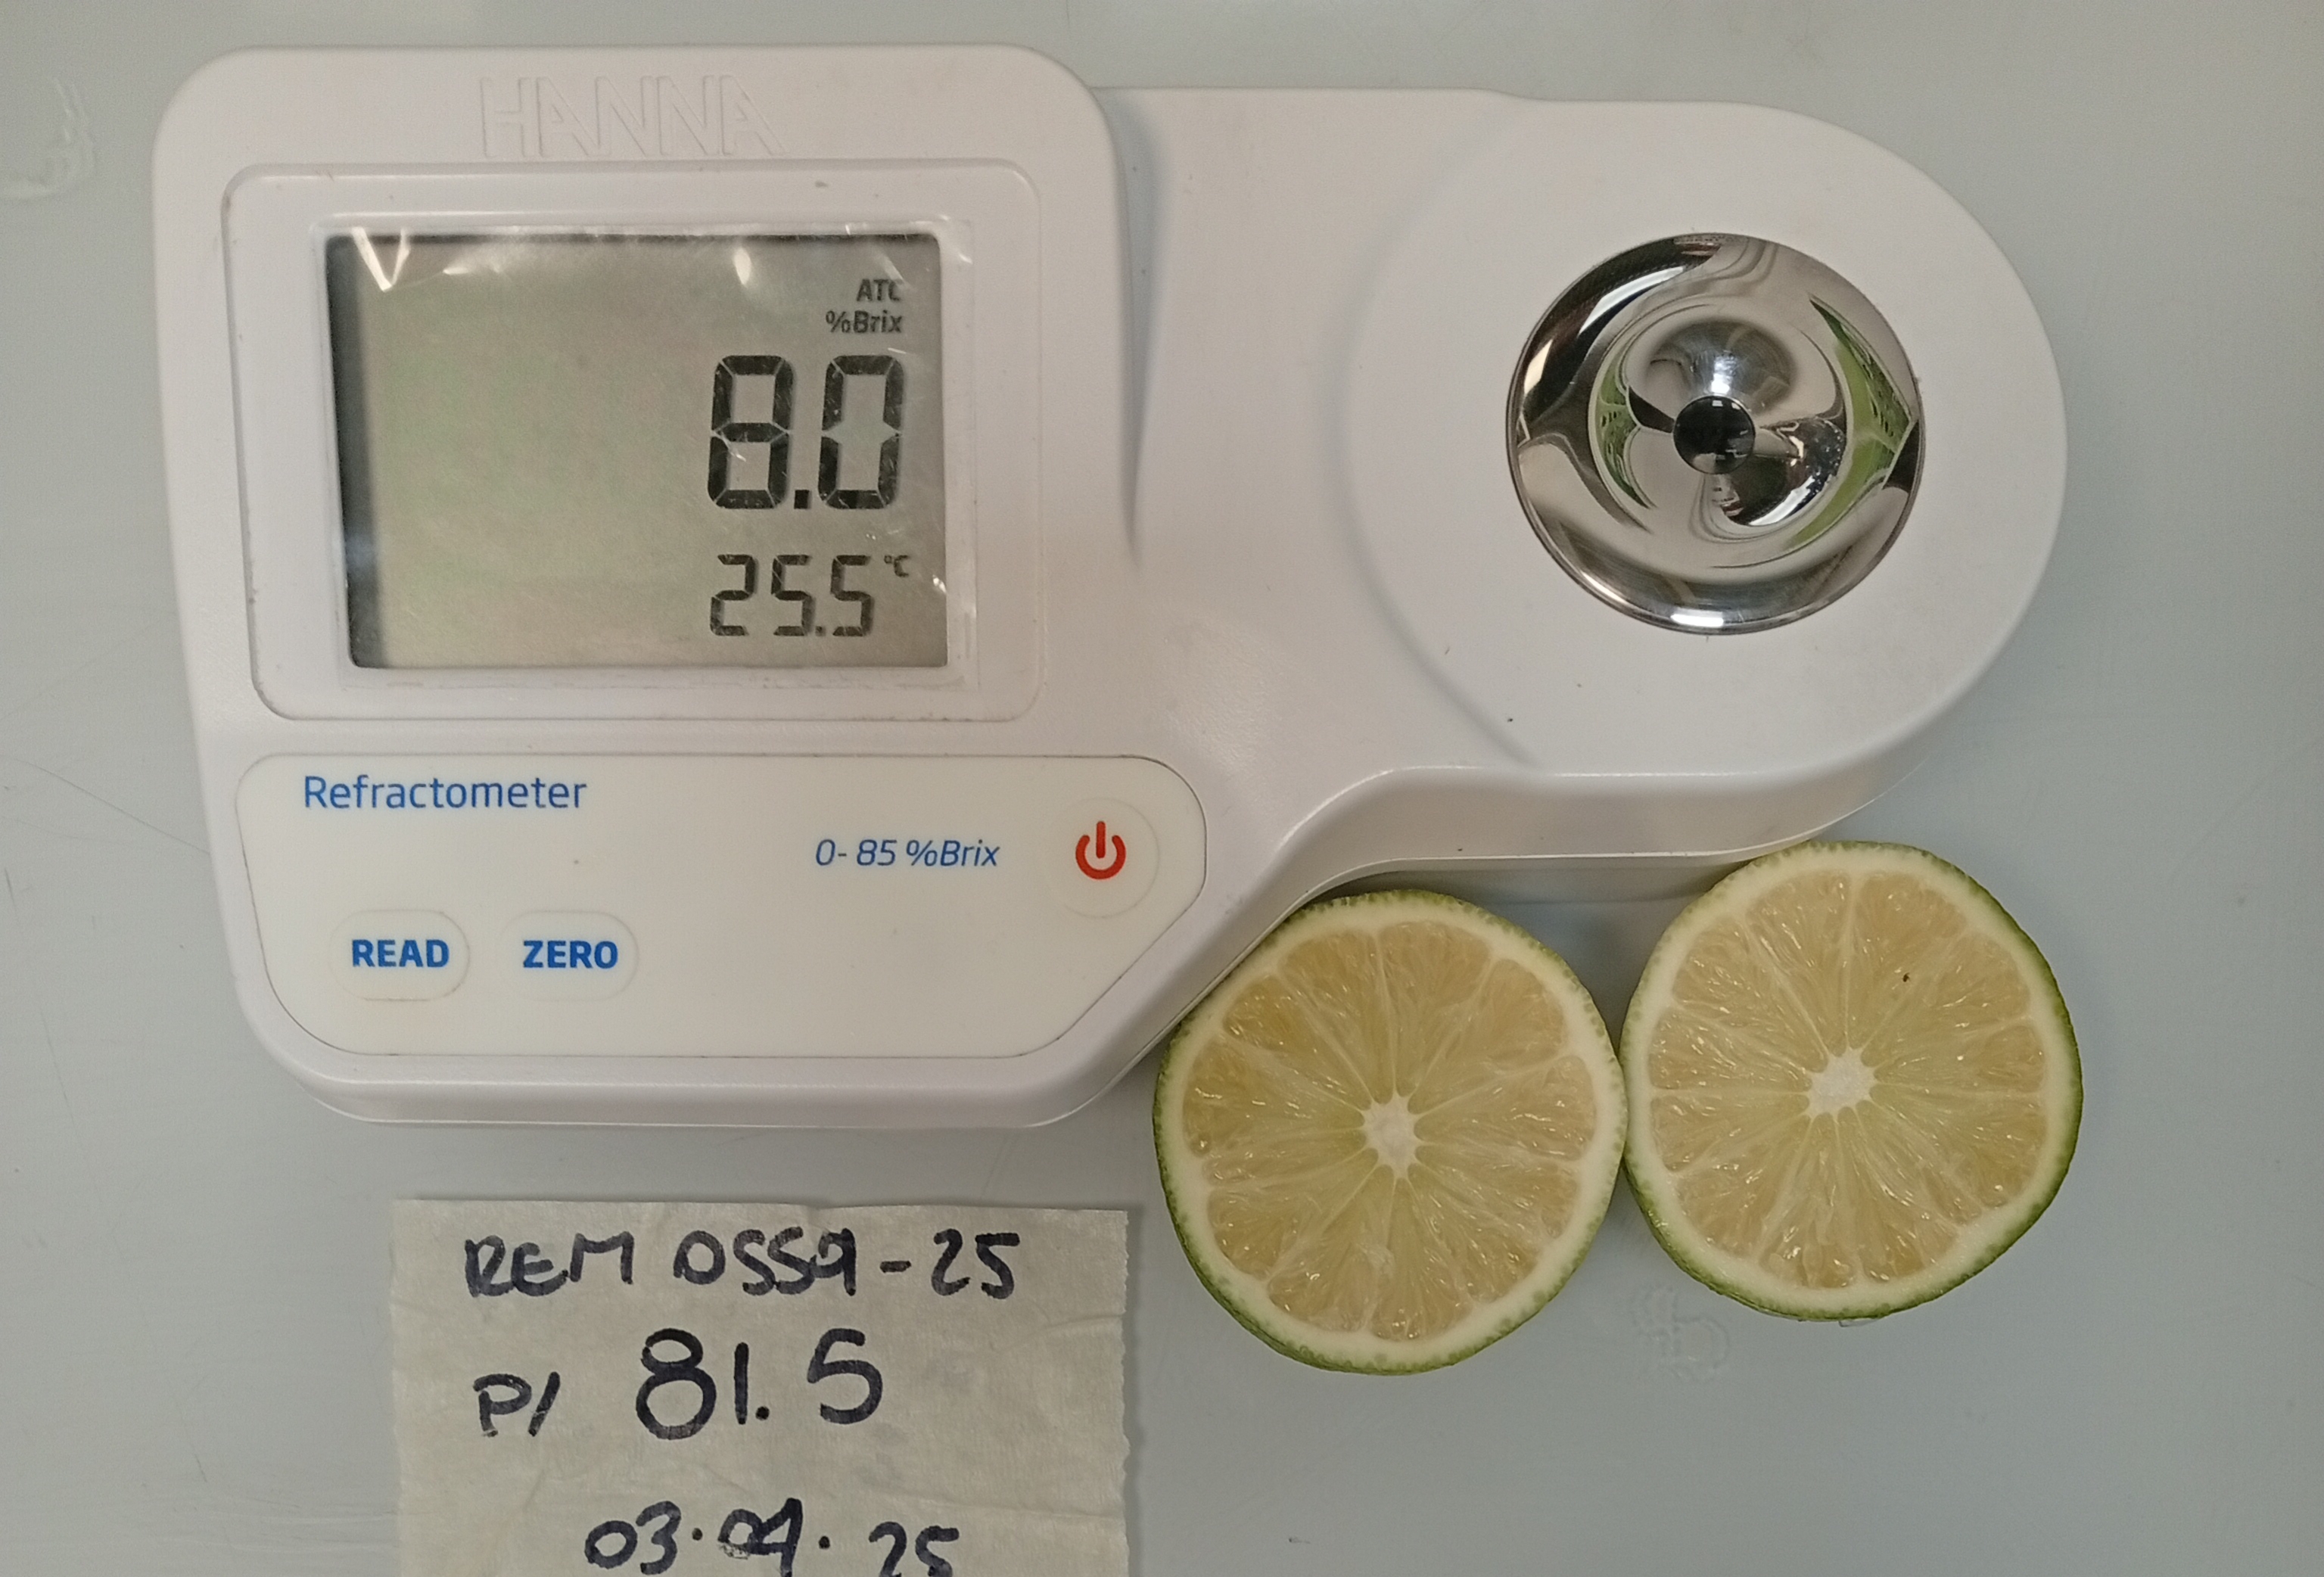 HANNA
ATC
%Brix
8.0
25.5 °C
Refractometer
0-85 %Brix
READ ZERO
REM 0559-25
P/ 81.5
03.09.25